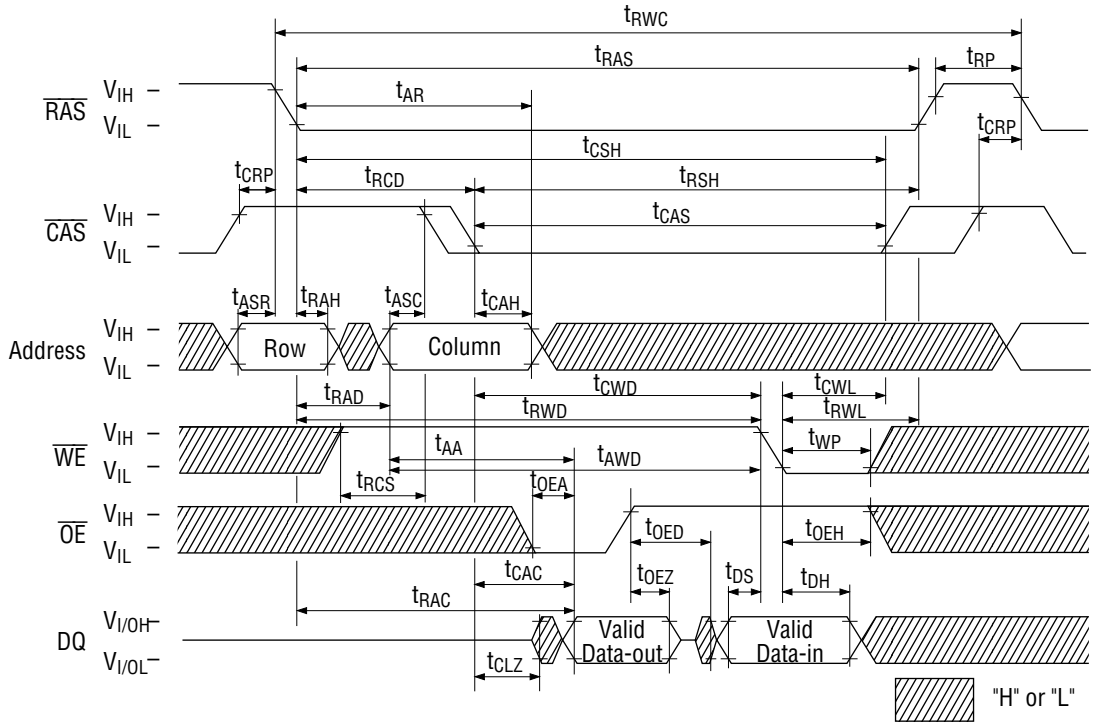 tRWC
tRAS
tRP
tAR
RAS
VIH
VIL
tCRP
tCSH
tCRP
tRCD
tRSH
CAS
VIH
VIL
tCAS
tASR
tRAH
tASC
tCAH
Address
VIH
VIL
Row
Column
tRAD
tCWD
tCWL
tRWD
tRWL
WE
VIH
VIL
tAA
tWP
tAWD
tRCS
tOEA
OE
VIH
VIL
tOED
tOEH
tCAC
tOEZ
tDS
tDH
tRAC
DQ
VI/OH
VI/OL
Valid
Data-out
Valid
Data-in
tCLZ
"H" or "L"